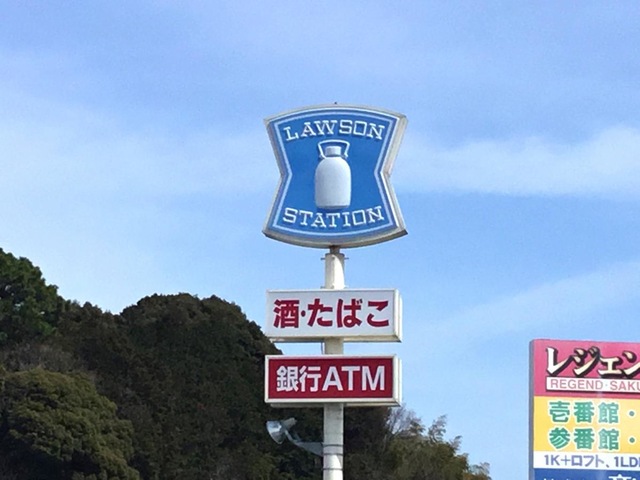 LAWSON
STATION
酒・たばこ
銀行ATM
レジェン
REGEND-SAKU
壱番館・
参番館・
1K+ロフト、1LD